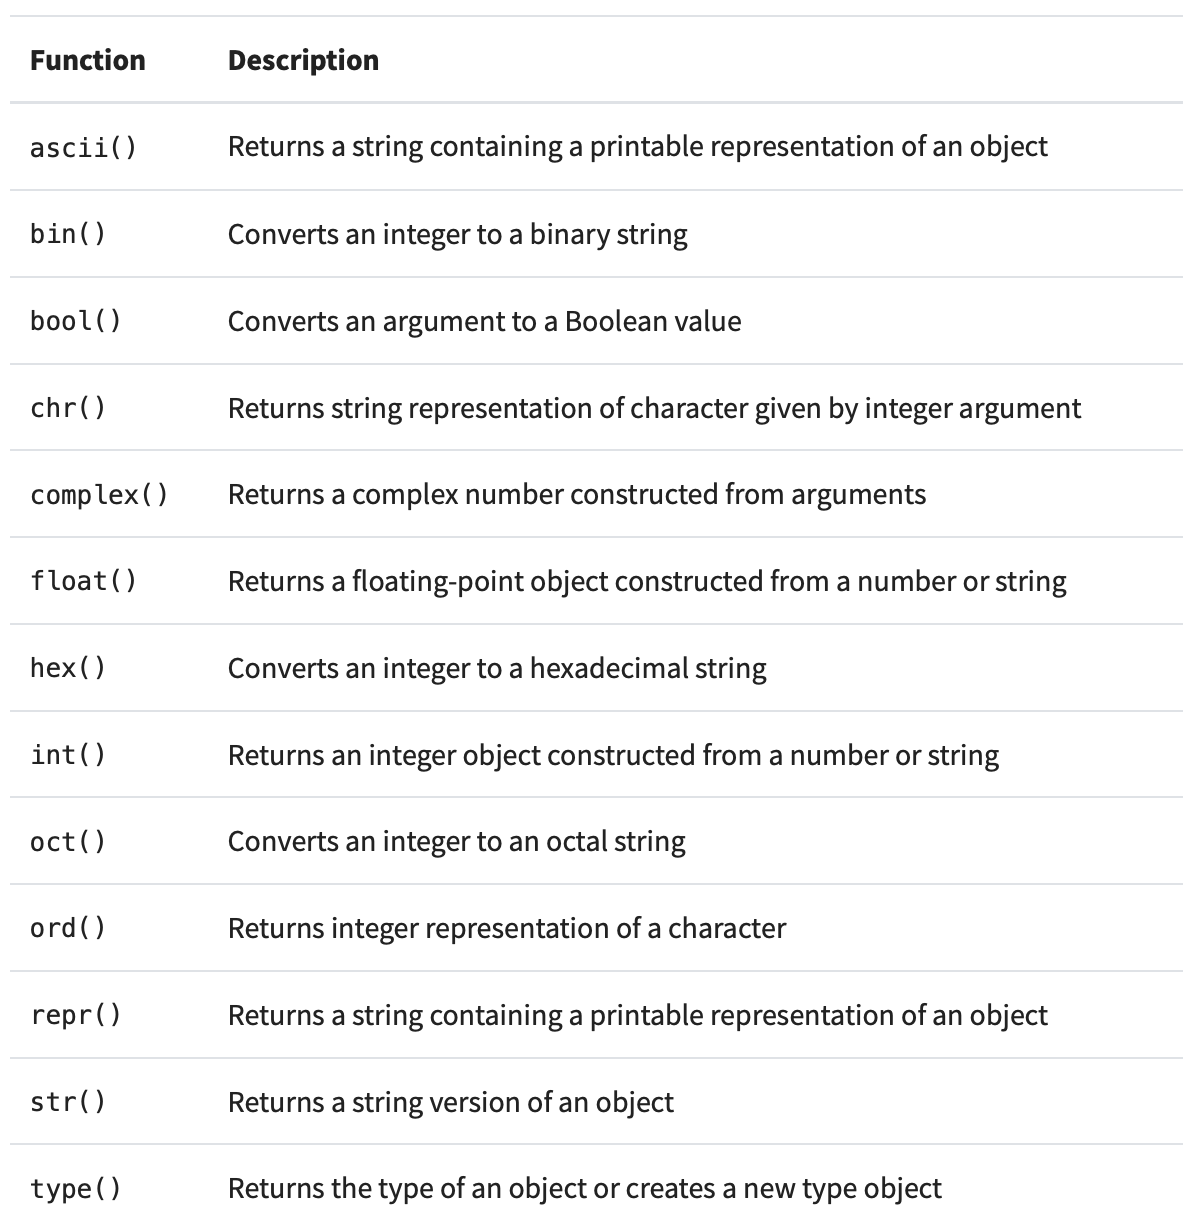 Function Description
ascii() Returns a string containing a printable representation of an object
bin() Converts an integer to a binary string
bool() Converts an argument to a Boolean value
chr() Returns string representation of character given by integer argument
complex() Returns a complex number constructed from arguments
float() Returns a floating-point object constructed from a number or string
hex() Converts an integer to a hexadecimal string
int() Returns an integer object constructed from a number or string
oct() Converts an integer to an octal string
ord() Returns integer representation of a character
repr() Returns a string containing a printable representation of an object
str() Returns a string version of an object
type() Returns the type of an object or creates a new type object